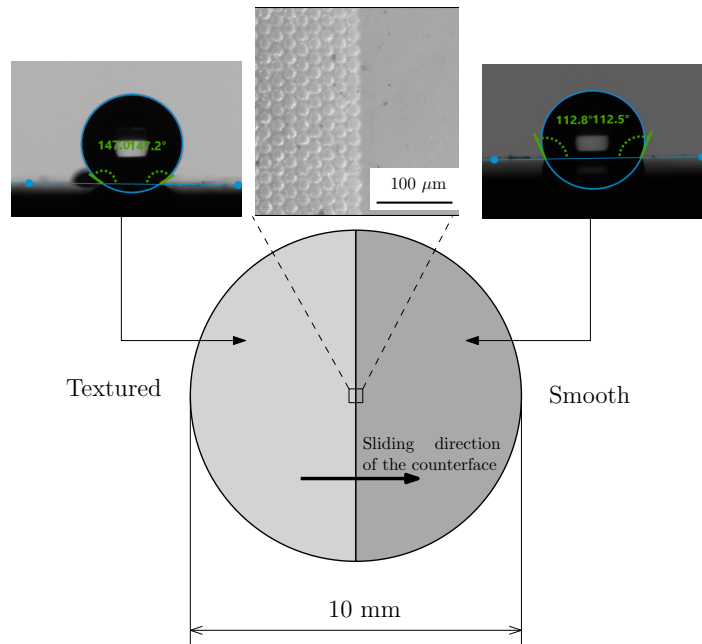 147.0°147.2°
100 μm
112.8°112.5°
Textured
Smooth
Sliding direction
of the counterface
10 mm